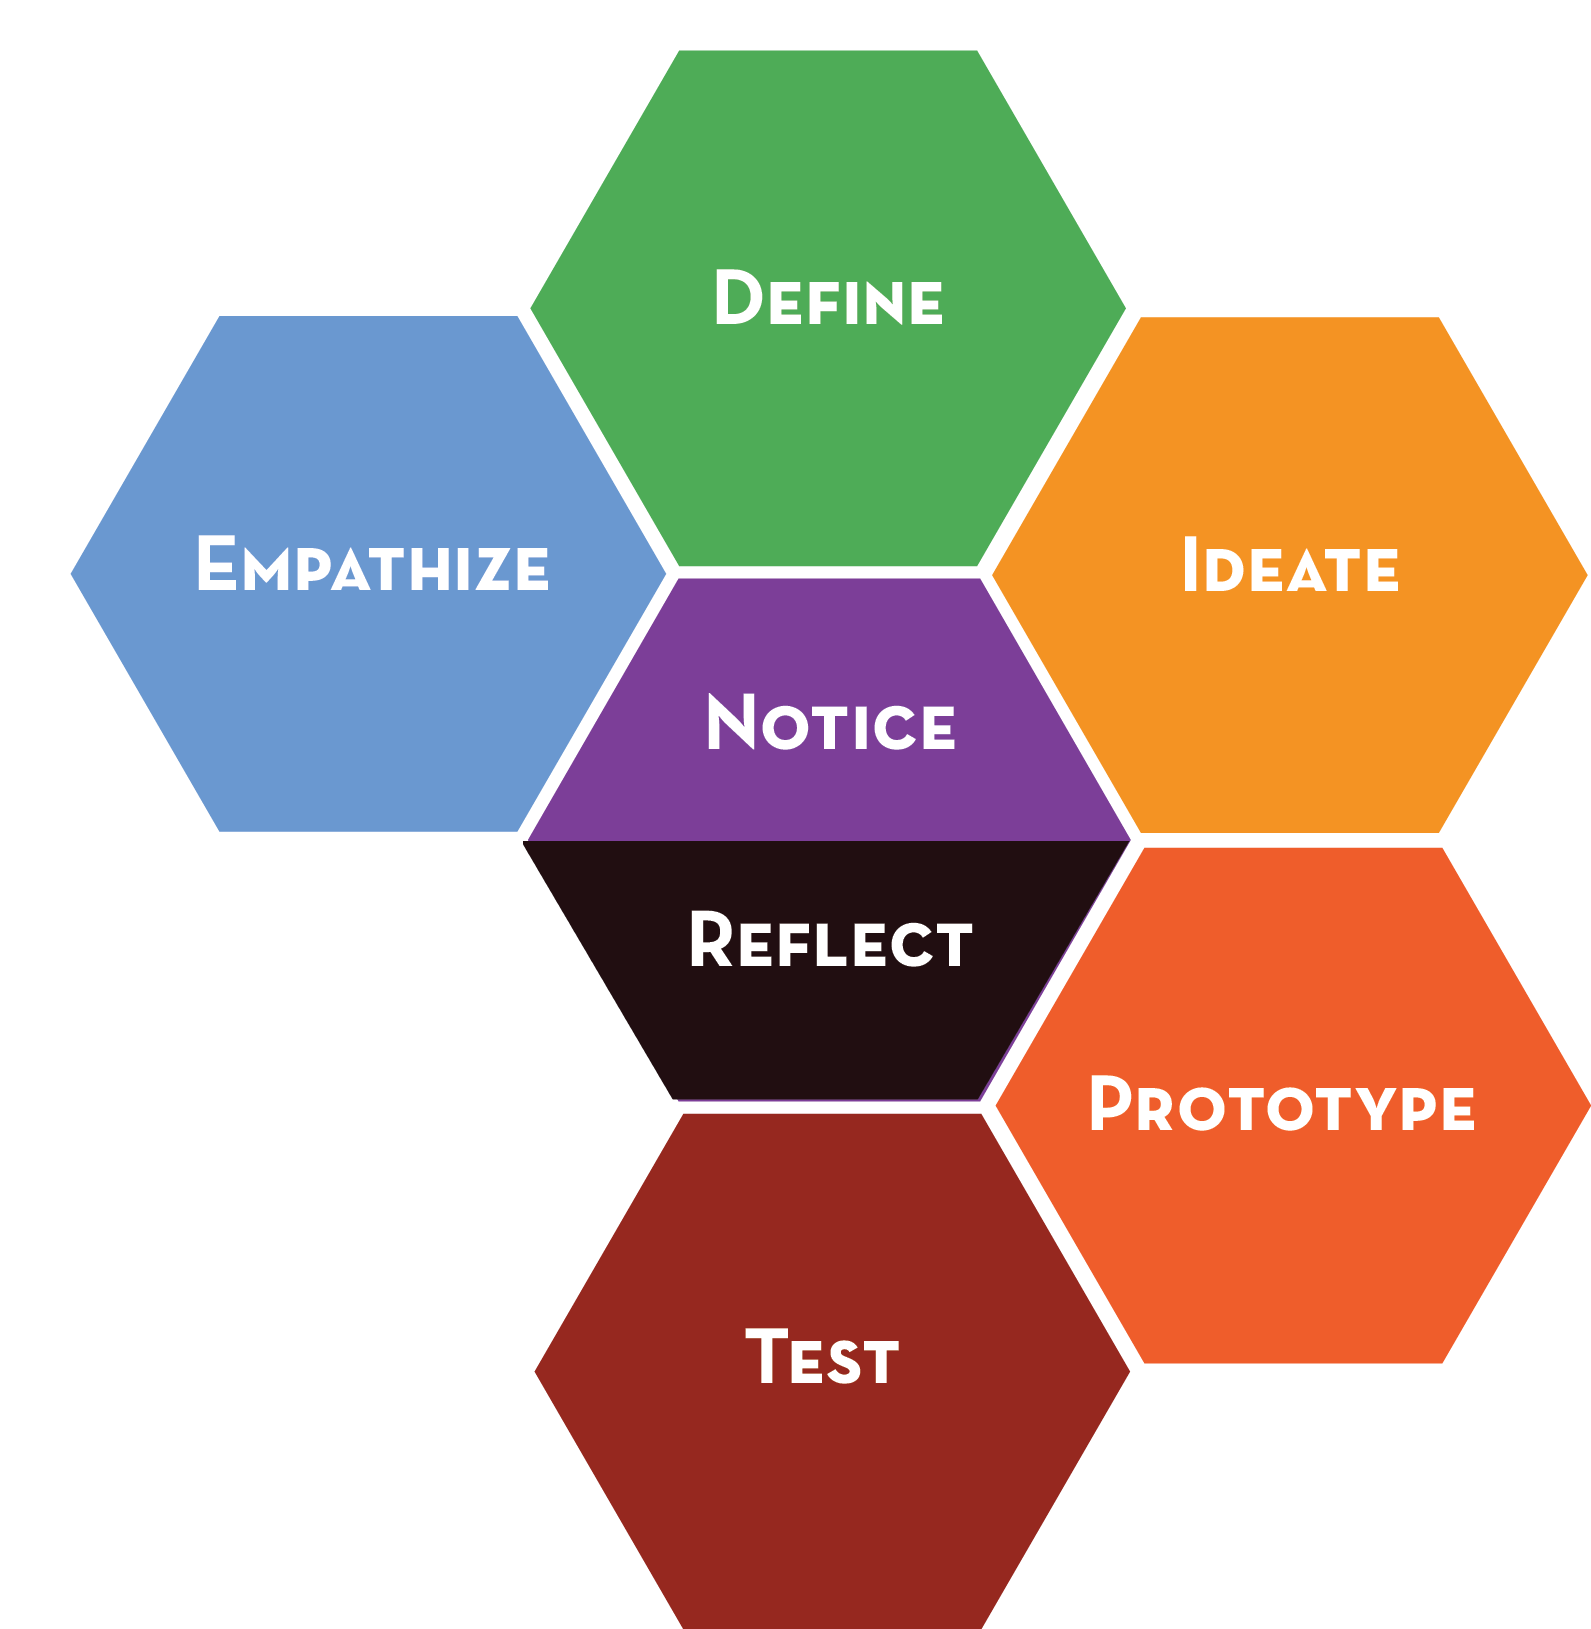 Define
Empathize
Ideate
Notice
Reflect
Prototype
Test